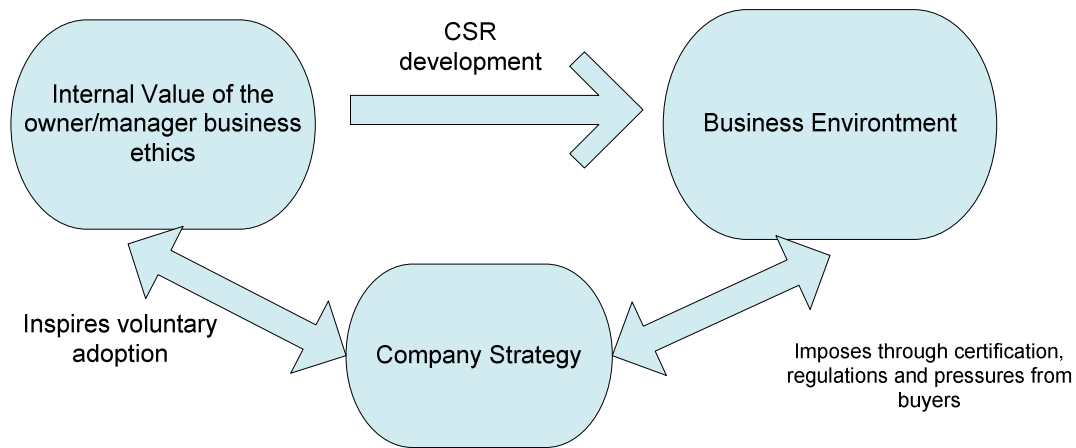 CSR
development
Internal Value of the
owner/manager business
ethics
Business Environtment
Inspires voluntary
adoption
Company Strategy
Imposes through certification,
regulations and pressures from
buyers